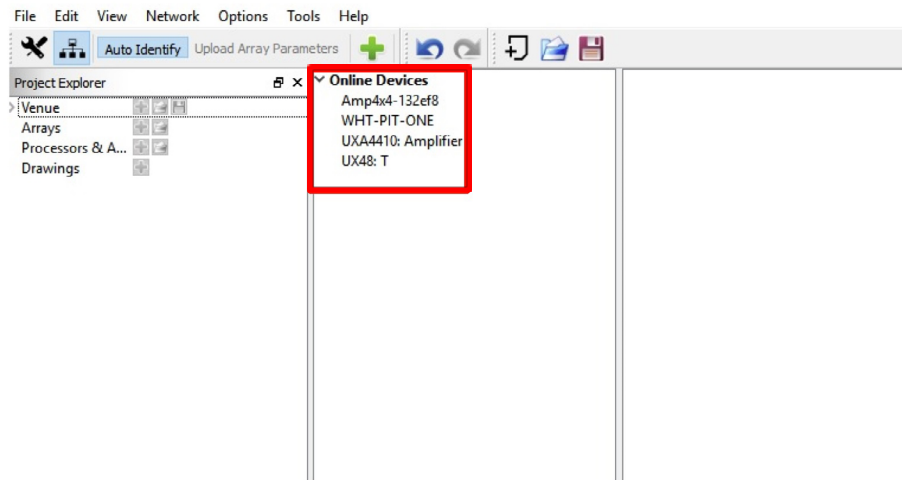 File Edit View Network Options Tools Help
Auto Identify Upload Array Parameters
Project Explorer
Venue
Arrays
Processors & A...
Drawings
Online Devices
Amp4x4-132ef8
WHT-PIT-ONE
UXA4410: Amplifier
UX48: T